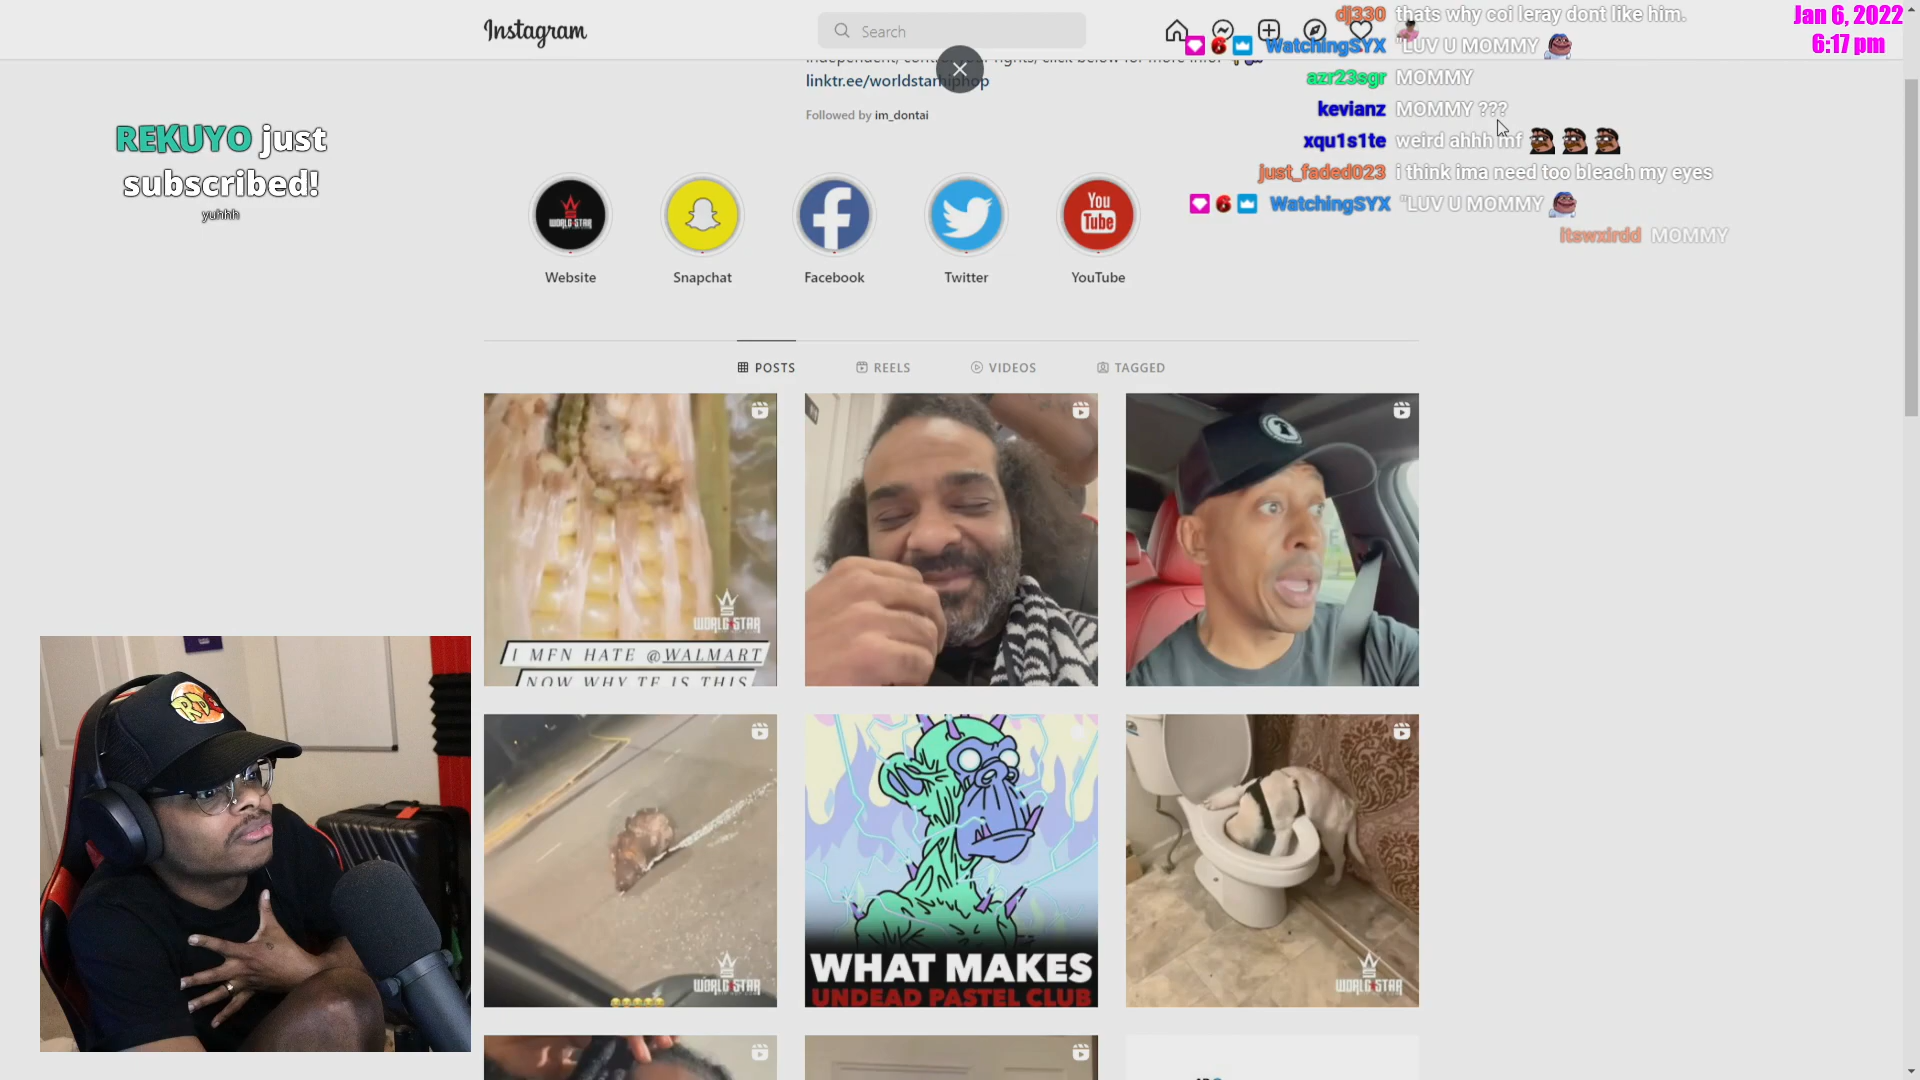 Instagram
Search
Jan 6, 2022
6:17 pm
dj330 thats why coi leray dont like him.
WatchingSYX "LUV U MOMMY
azr23sgr MOMMY
kevianz MOMMY ???
xqu1s1te weird ahhh mf
just_faded023 i think ima need too bleach my eyes
WatchingSYX "LUV U MOMMY
Itswxirdd MOMMY
linktr.ee/worldstarhiphop
Followed by im_dontai
REKUYO just
subscribed!
yuhhh
WORLD STAR
You
Tube
Website
Snapchat
Facebook
Twitter
YouTube
POSTS
REELS
VIDEOS
TAGGED
WORLD STAR
I MFN HATE @WALMART
NOW WHY TF IS THIS
RDC
WORLD STAR
WHAT MAKES
UNDEAD PASTEL CLUB
WORLD STAR